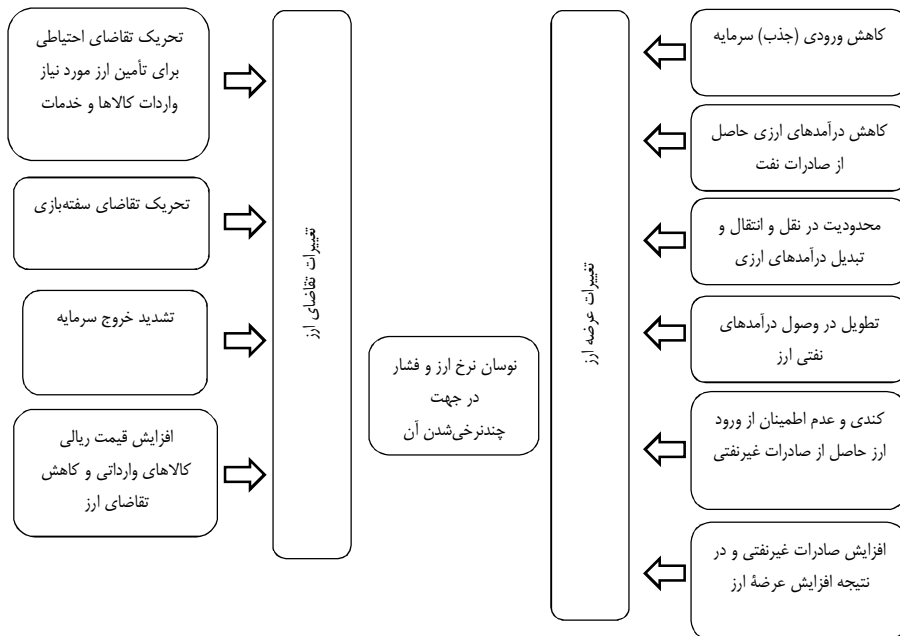 کاهش ورودی (جذب) سرمایه
کاهش درآمدهای ارزی حاصل
از صادرات نفت
محدودیت در نقل و انتقال و
تبدیل درآمدهای ارزی
تطویل در وصول درآمدهای
نفتی ارز
کندی و عدم اطمینان از ورود
ارز حاصل از صادرات غیرنفتی
افزایش صادرات غیرنفتی و در
نتیجه افزایش عرضۀ ارز
تغییرات عرضه ارز
نوسان نرخ ارز و فشار
در جهت
چندنرخی‌شدن آن
تغییرات تقاضای ارز
تحریک تقاضای احتیاطی
برای تأمین ارز مورد نیاز
واردات کالاها و خدمات
تحریک تقاضای سفته‌بازی
تشدید خروج سرمایه
افزایش قیمت ریالی
کالاهای وارداتی و کاهش
تقاضای ارز